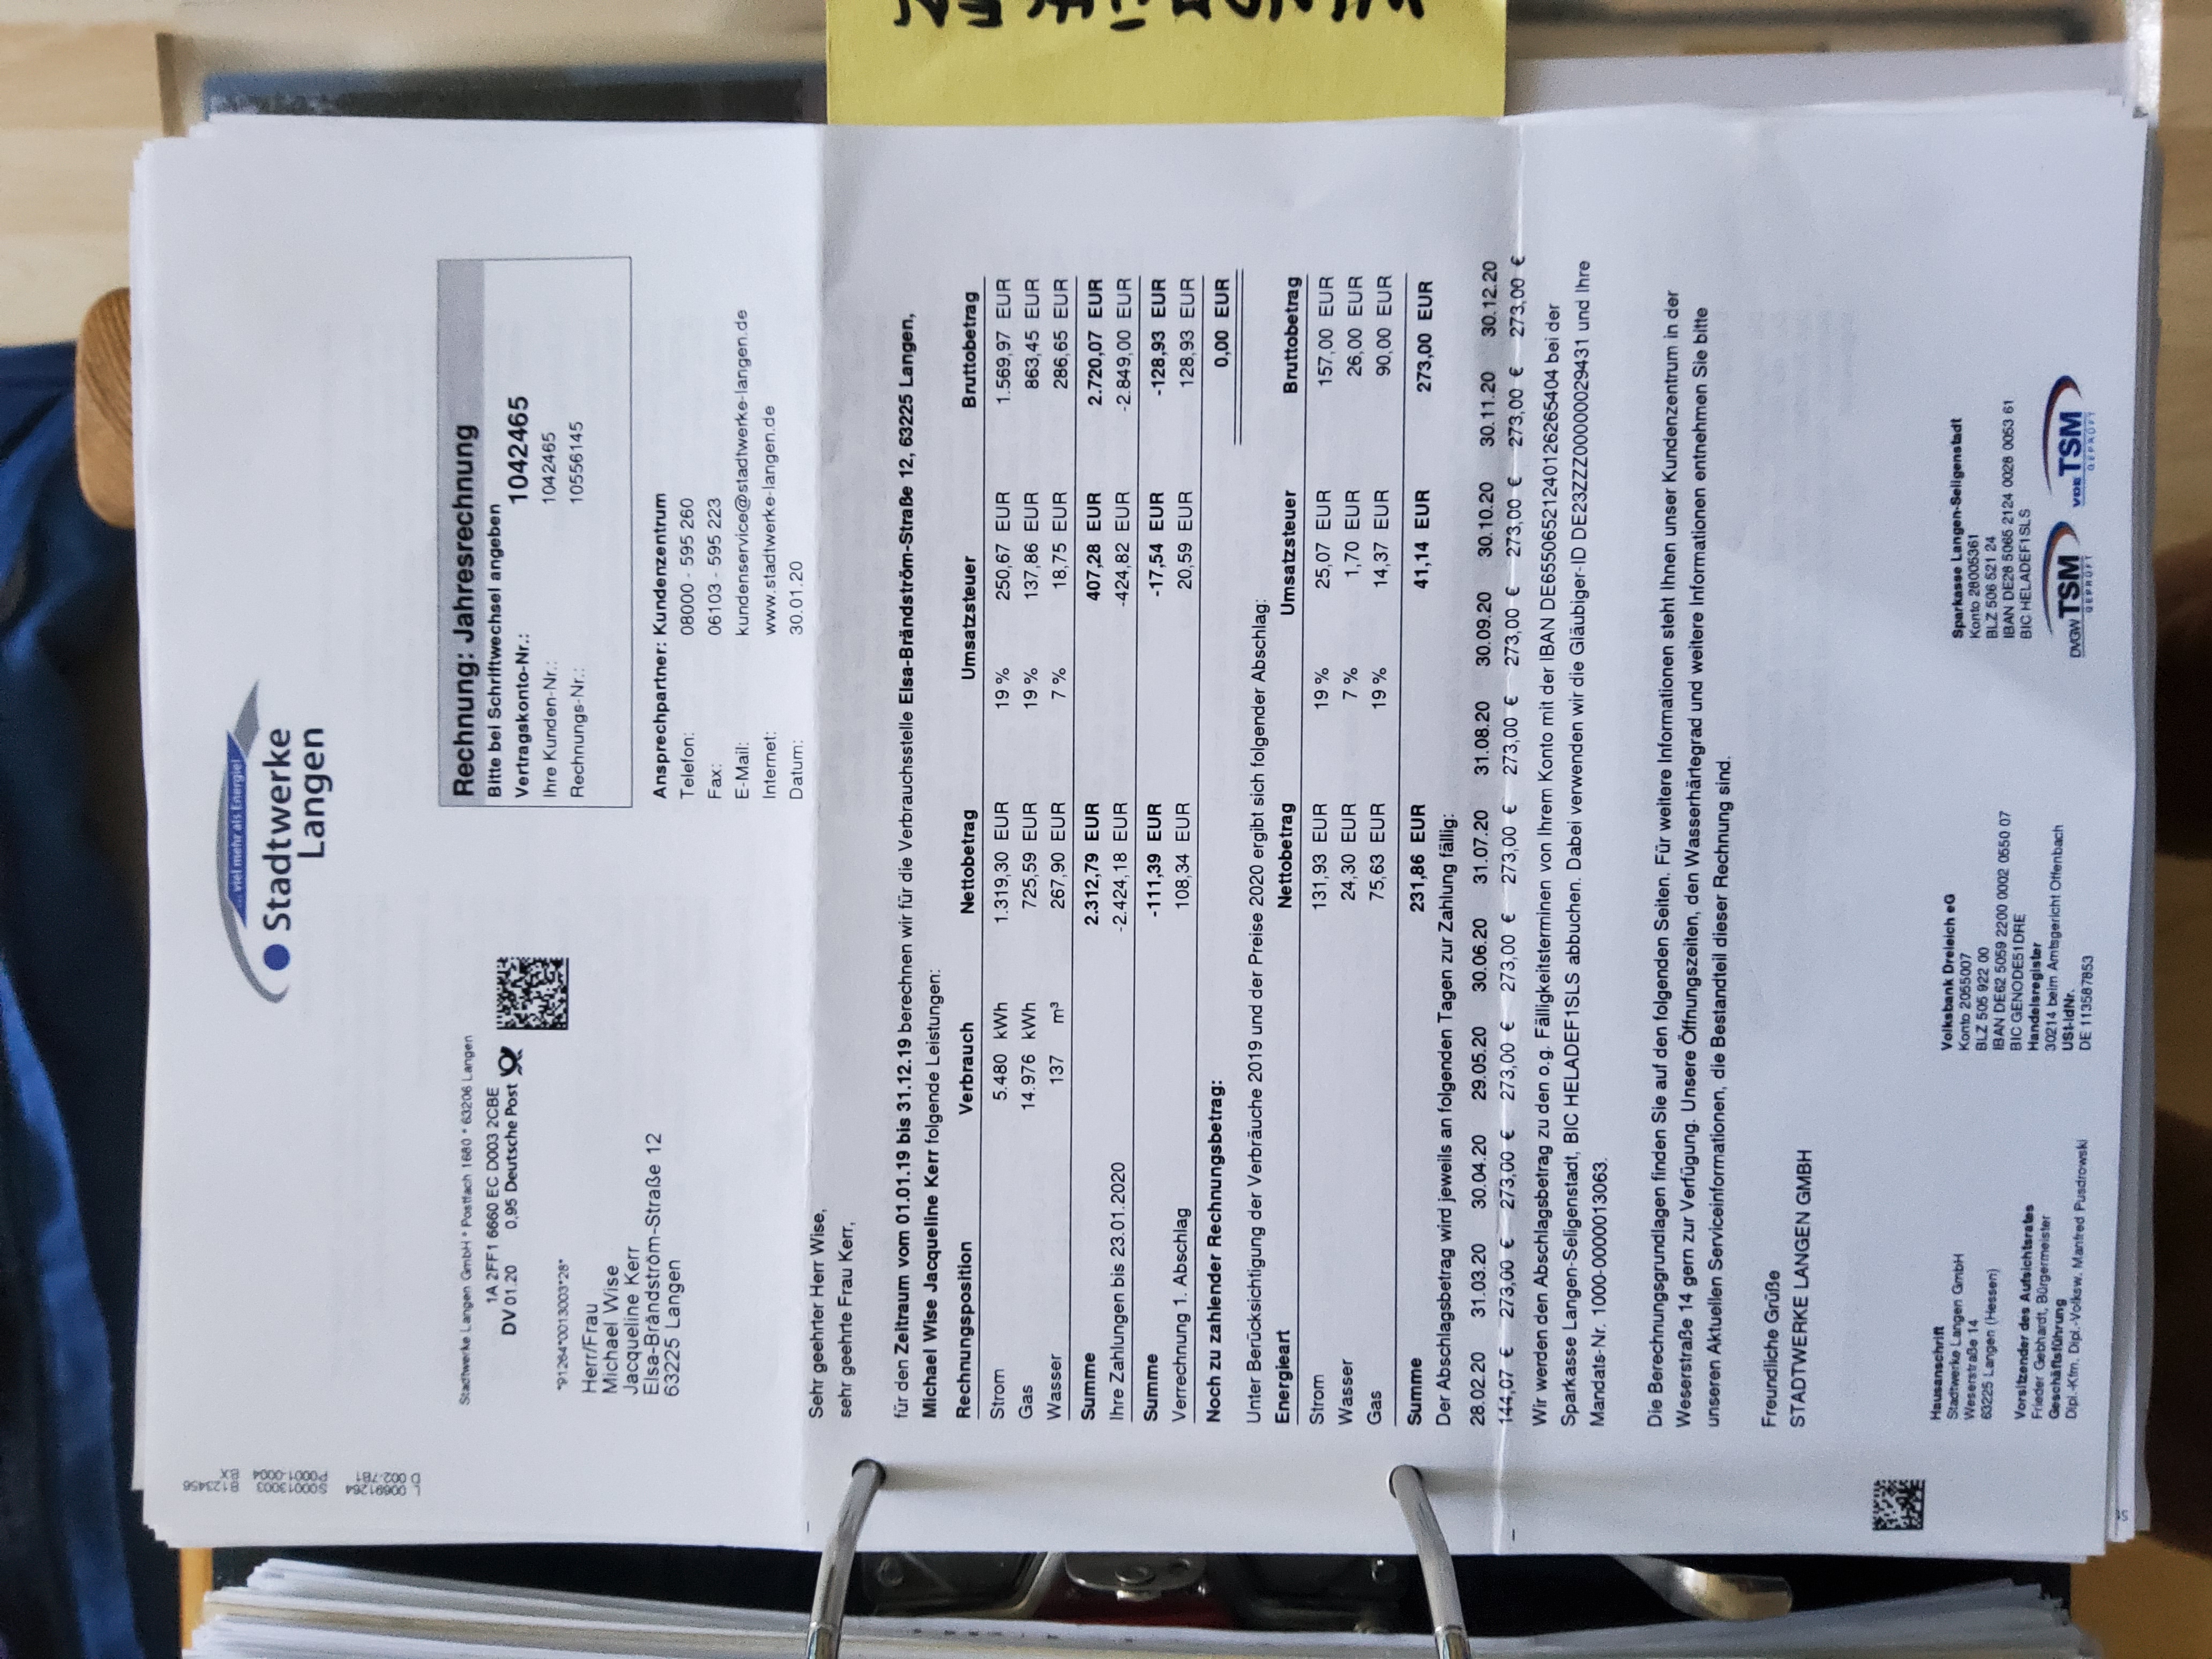 L 00691264 S00013003 B123456
D 002-7B1 P0001-0004 BX
... viel mehr als Energie!
Stadtwerke
Langen
Stadtwerke Langen GmbH * Postfach 1680 * 63206 Langen
1A 2FF1 6660 EC D003 2CBE
DV 01.20 0,95 Deutsche Post
*91264*0013003*28*
Herr/Frau
Michael Wise
Jacqueline Kerr
Elsa-Brändström-Straße 12
63225 Langen
Rechnung: Jahresrechnung
Bitte bei Schriftwechsel angeben
Vertragskonto-Nr.: 1042465
Ihre Kunden-Nr.: 1042465
Rechnungs-Nr.: 10556145
Ansprechpartner: Kundenzentrum
Telefon: 08000 - 595 260
Fax: 06103 - 595 223
E-Mail: kundenservice@stadtwerke-langen.de
Internet: www.stadtwerke-langen.de
Datum: 30.01.20
Sehr geehrter Herr Wise,
sehr geehrte Frau Kerr,
für den Zeitraum vom 01.01.19 bis 31.12.19 berechnen wir für die Verbrauchsstelle Elsa-Brändström-Straße 12, 63225 Langen,
Michael Wise Jacqueline Kerr folgende Leistungen:
Rechnungsposition Verbrauch Nettobetrag Umsatzsteuer Bruttobetrag
Strom 5.480 kWh 1.319,30 EUR 19 % 250,67 EUR 1.569,97 EUR
Gas 14.976 kWh 725,59 EUR 19 % 137,86 EUR 863,45 EUR
Wasser 137 m³ 267,90 EUR 7 % 18,75 EUR 286,65 EUR
Summe 2.312,79 EUR 407,28 EUR 2.720,07 EUR
Ihre Zahlungen bis 23.01.2020 -2.424,18 EUR -424,82 EUR -2.849,00 EUR
Summe -111,39 EUR -17,54 EUR -128,93 EUR
Verrechnung 1. Abschlag 108,34 EUR 20,59 EUR 128,93 EUR
Noch zu zahlender Rechnungsbetrag: 0,00 EUR
Unter Berücksichtigung der Verbräuche 2019 und der Preise 2020 ergibt sich folgender Abschlag:
Energieart Nettobetrag Umsatzsteuer Bruttobetrag
Strom 131,93 EUR 19 % 25,07 EUR 157,00 EUR
Wasser 24,30 EUR 7 % 1,70 EUR 26,00 EUR
Gas 75,63 EUR 19 % 14,37 EUR 90,00 EUR
Summe 231,86 EUR 41,14 EUR 273,00 EUR
Der Abschlagsbetrag wird jeweils an folgenden Tagen zur Zahlung fällig:
28.02.20 31.03.20 30.04.20 29.05.20 30.06.20 31.07.20 31.08.20 30.09.20 30.10.20 30.11.20 30.12.20
144,07 € 273,00 € 273,00 € 273,00 € 273,00 € 273,00 € 273,00 € 273,00 € 273,00 € 273,00 € 273,00 €
Wir werden den Abschlagsbetrag zu den o.g. Fälligkeitsterminen von Ihrem Konto mit der IBAN DE65506521240126265404 bei der
Sparkasse Langen-Seligenstadt, BIC HELADEF1SLS abbuchen. Dabei verwenden wir die Gläubiger-ID DE23ZZZ00000029431 und Ihre
Mandats-Nr. 1000-0000013063.
Die Berechnungsgrundlagen finden Sie auf den folgenden Seiten. Für weitere Informationen steht Ihnen unser Kundenzentrum in der
Weserstraße 14 gern zur Verfügung. Unsere Öffnungszeiten, den Wasserhärtegrad und weitere Informationen entnehmen Sie bitte
unseren Aktuellen Serviceinformationen, die Bestandteil dieser Rechnung sind.
Freundliche Grüße
STADTWERKE LANGEN GMBH
Hausanschrift
Stadtwerke Langen GmbH
Weserstraße 14
63225 Langen (Hessen)
Vorsitzender des Aufsichtsrates
Frieder Gebhardt, Bürgermeister
Geschäftsführung
Dipl.-Kfm. Dipl.-Volksw. Manfred Pusdrowski
Volksbank Dreieich eG
Konto 2055007
BLZ 505 922 00
IBAN DE62 5059 2200 0002 0550 07
BIC GENODE51DRE
Handelsregister
30214 beim Amtsgericht Offenbach
USt-IdNr.
DE 113587853
Sparkasse Langen-Seligenstadt
Konto 28005361
BLZ 506 521 24
IBAN DE28 5065 2124 0028 0053 61
BIC HELADEF1SLS
DVGW TSM
GEPRÜFT
VDE TSM
GEPRÜFT